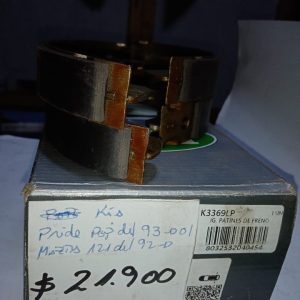 Kia
Pride Pop del 93-00/
Mazda 121 del 92-0
$ 21.900
K3369LP
JG. PATINES DE FRENO
8032532040454